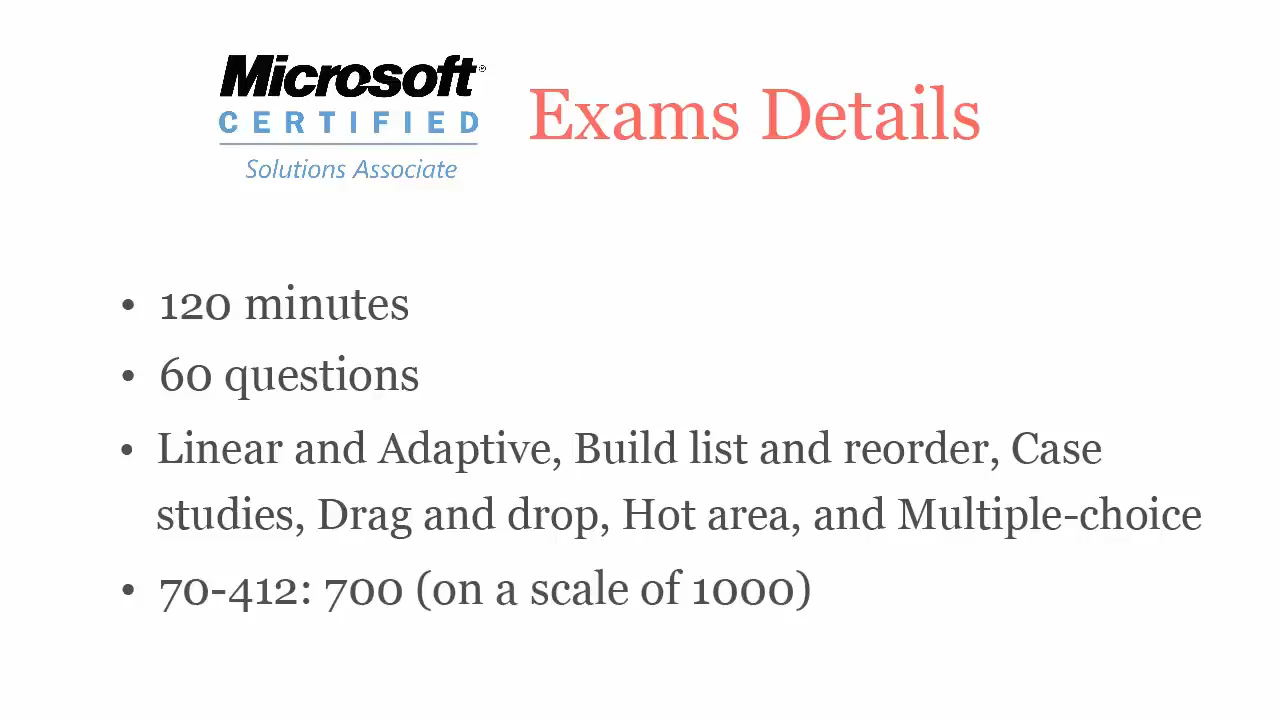 Microsoft®
CERTIFIED
Solutions Associate
Exams Details
• 120 minutes
• 60 questions
• Linear and Adaptive, Build list and reorder, Case
studies, Drag and drop, Hot area, and Multiple-choice
• 70-412: 700 (on a scale of 1000)